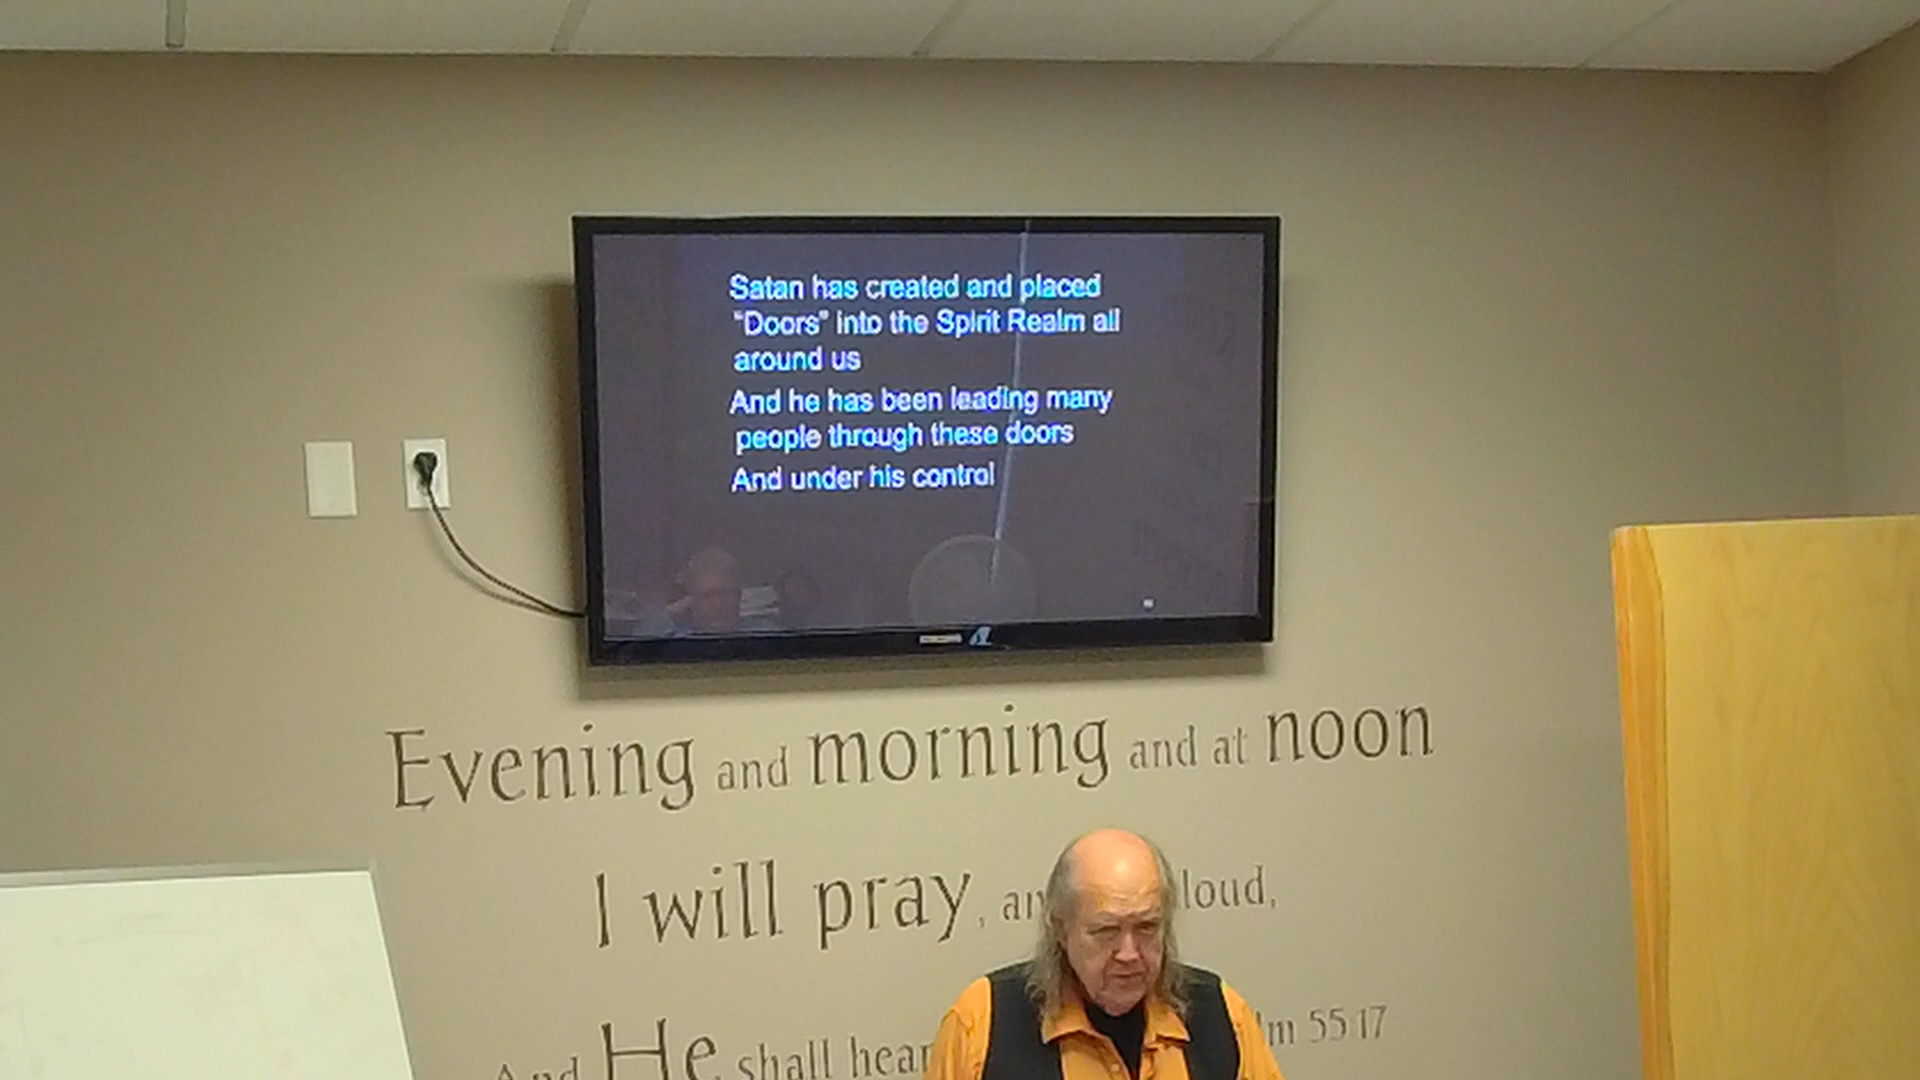 Satan has created and placed
"Doors" into the Spirit Realm all
around us
And he has been leading many
people through these doors
And under his control
Evening and morning and at noon
I will pray, loud,
And He shall hear 55:17